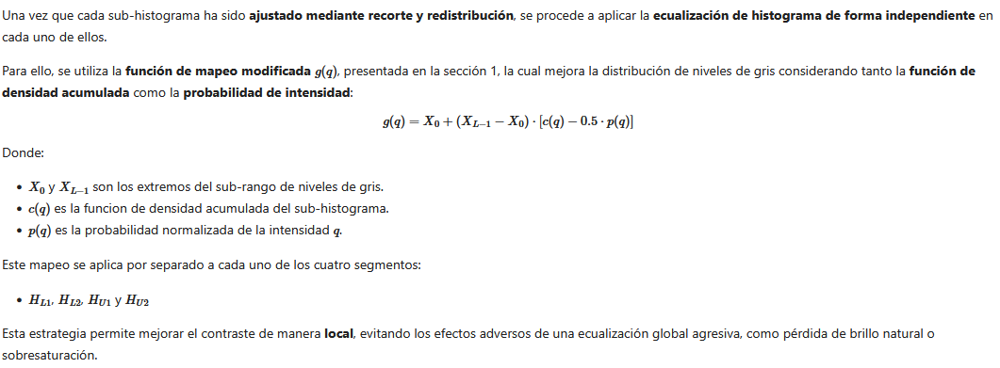 Una vez que cada sub-histograma ha sido ajustado mediante recorte y redistribución, se procede a aplicar la ecualización de histograma de forma independiente en
cada uno de ellos.
Para ello, se utiliza la función de mapeo modificada g(q), presentada en la sección 1, la cual mejora la distribución de niveles de gris considerando tanto la función de
densidad acumulada como la probabilidad de intensidad:
g(q) = X₀ + (X_{L−1} − X₀) · [c(q) − 0.5 · p(q)]
Donde:
• X₀ y X_{L−1} son los extremos del sub-rango de niveles de gris.
• c(q) es la funcion de densidad acumulada del sub-histograma.
• p(q) es la probabilidad normalizada de la intensidad q.
Este mapeo se aplica por separado a cada uno de los cuatro segmentos:
• H_{L1}, H_{L2}, H_{U1} y H_{U2}
Esta estrategia permite mejorar el contraste de manera local, evitando los efectos adversos de una ecualización global agresiva, como pérdida de brillo natural o
sobresaturación.